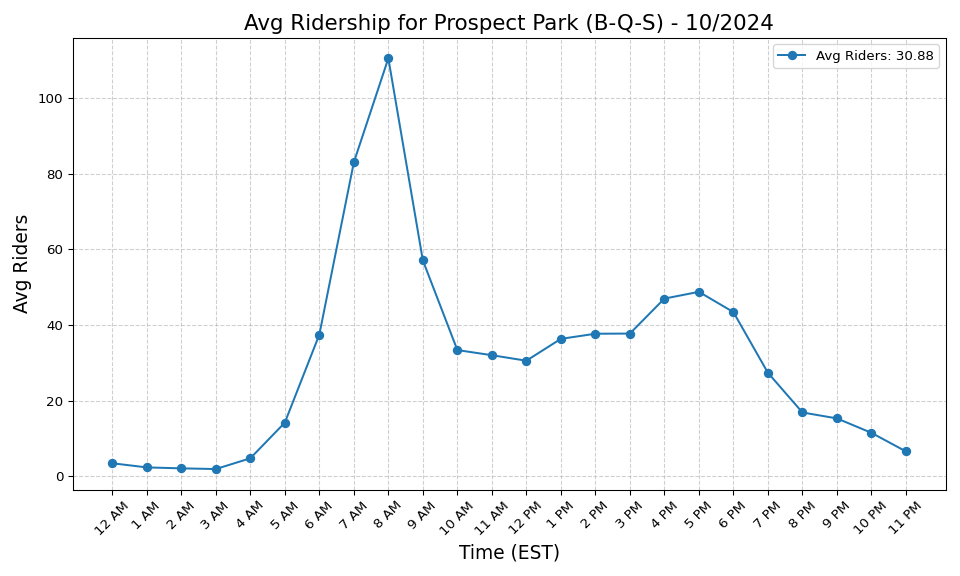 Avg Ridership for Prospect Park (B-Q-S) - 10/2024
Avg Riders: 30.88
Avg Riders
100
80
60
40
20
0
12 AM
1 AM
2 AM
3 AM
4 AM
5 AM
6 AM
7 AM
8 AM
9 AM
10 AM
11 AM
12 PM
1 PM
2 PM
3 PM
4 PM
5 PM
6 PM
7 PM
8 PM
9 PM
10 PM
11 PM
Time (EST)